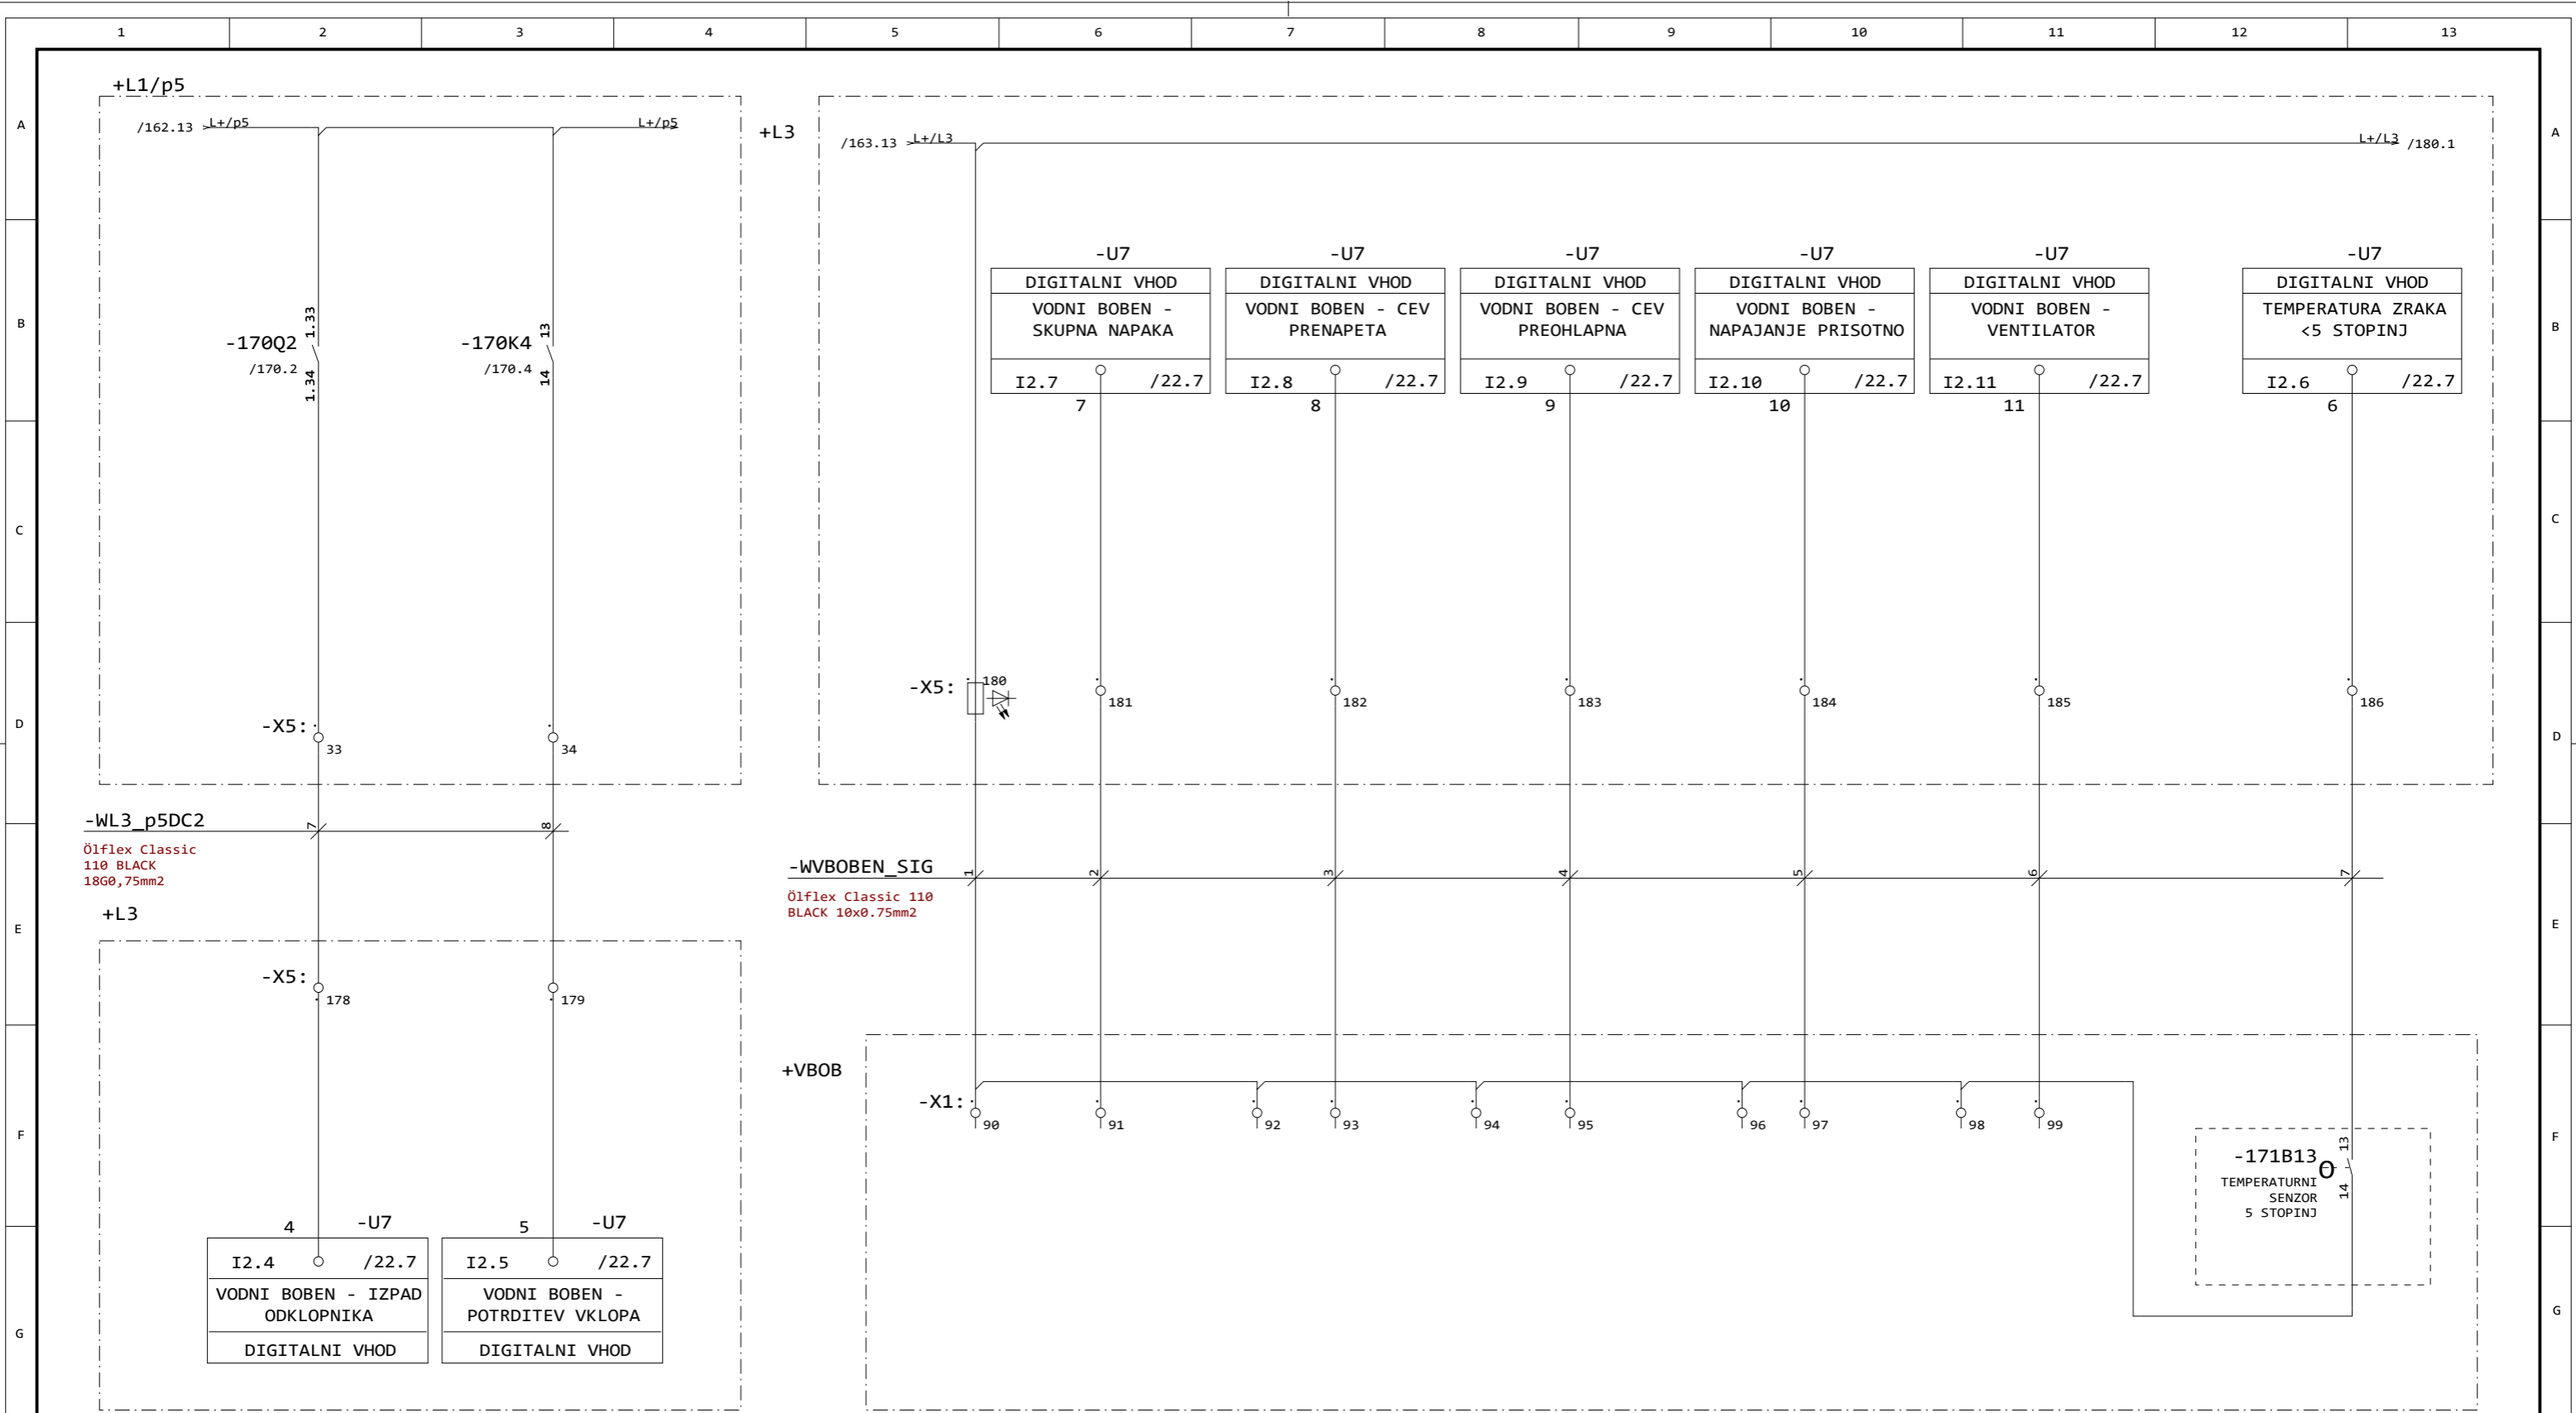 1 2 3 4 5 6 7 8 9 10 11 12 13
+L1/p5
A
/162.13 L+/p5 L+/p5
+L3
/163.13 L+/L3 L+/L3 /180.1
A
-U7 -U7 -U7 -U7 -U7 -U7
DIGITALNI VHOD DIGITALNI VHOD DIGITALNI VHOD DIGITALNI VHOD DIGITALNI VHOD DIGITALNI VHOD
VODNI BOBEN - VODNI BOBEN - CEV VODNI BOBEN - CEV VODNI BOBEN - VODNI BOBEN - TEMPERATURA ZRAKA
SKUPNA NAPAKA PRENAPETA PREOHLAPNA NAPAJANJE PRISOTNO VENTILATOR <5 STOPINJ
B 1.33 13 B
-170Q2 -170K4
/170.2 /170.4
1.34 14
I2.7 /22.7 I2.8 /22.7 I2.9 /22.7 I2.10 /22.7 I2.11 /22.7 I2.6 /22.7
7 8 9 10 11 6
C C
-X5: 180
181 182 183 184 185 186
D -X5: D
33 34
-WL3_p5DC2 7 8
Ölflex Classic
110 BLACK
18G0,75mm2
-WVBOBEN_SIG 1 2 3 4 5 6 7
Ölflex Classic 110
BLACK 10x0.75mm2
+L3
E E
-X5:
178 179
+VBOB
-X1:
90 91 92 93 94 95 96 97 98 99
F F
13
-171B13
TEMPERATURNI
SENZOR
5 STOPINJ
14
4 -U7 5 -U7
I2.4 /22.7 I2.5 /22.7
VODNI BOBEN - IZPAD VODNI BOBEN -
ODKLOPNIKA POTRDITEV VKLOPA
G G
DIGITALNI VHOD DIGITALNI VHOD